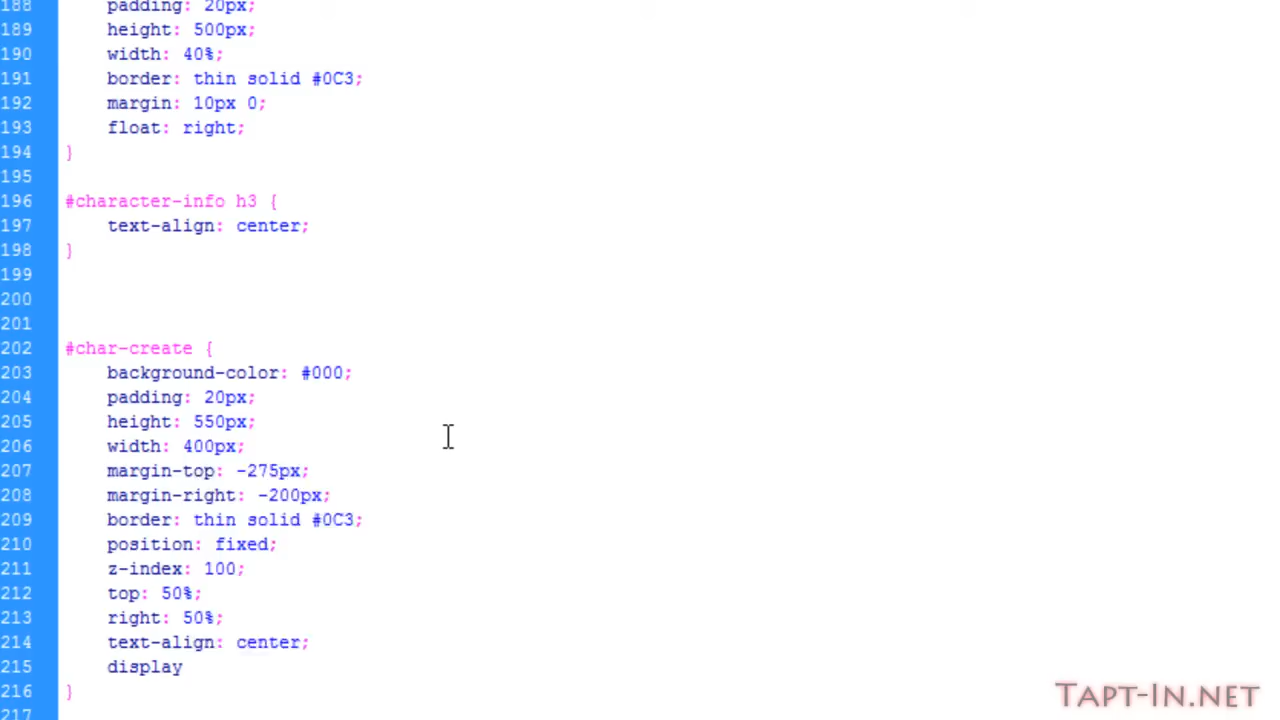 188 padding: 20px;
189 height: 500px;
190 width: 40%;
191 border: thin solid #0C3;
192 margin: 10px 0;
193 float: right;
194 }
195
196 #character-info h3 {
197 text-align: center;
198 }
199
200
201
202 #char-create {
203 background-color: #000;
204 padding: 20px;
205 height: 550px;
206 width: 400px;
207 margin-top: -275px;
208 margin-right: -200px;
209 border: thin solid #0C3;
210 position: fixed;
211 z-index: 100;
212 top: 50%;
213 right: 50%;
214 text-align: center;
215 display
216 }
217
Tapt-In.net